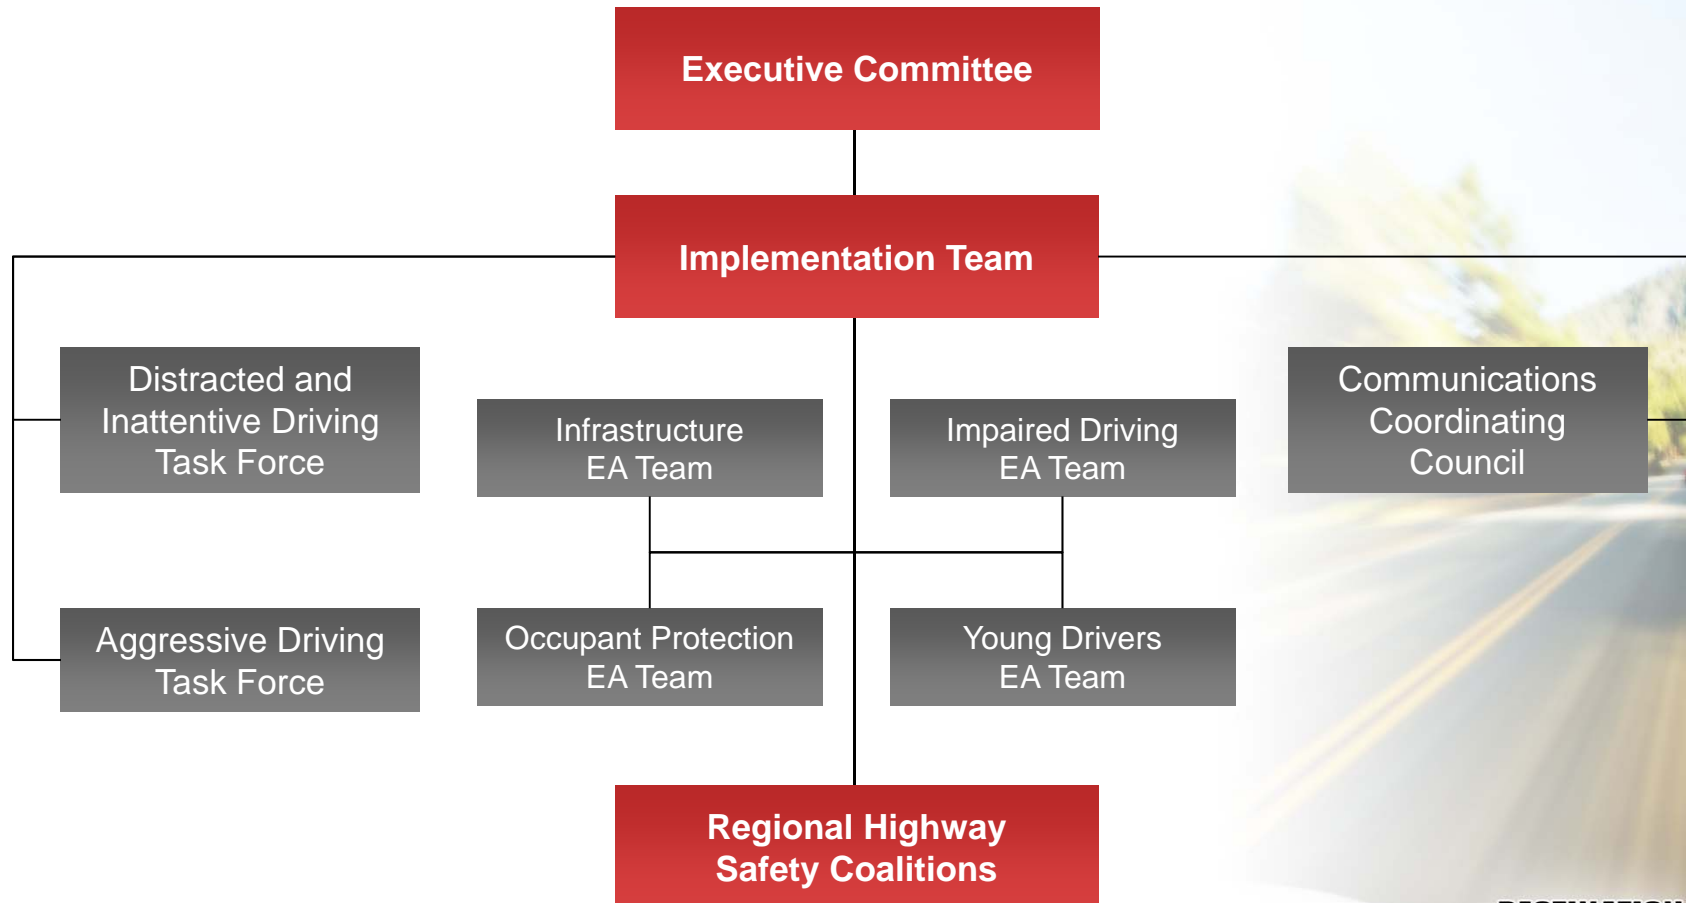 Executive Committee
Implementation Team
Distracted and
Inattentive Driving
Task Force
Infrastructure
EA Team
Impaired Driving
EA Team
Communications
Coordinating
Council
Aggressive Driving
Task Force
Occupant Protection
EA Team
Young Drivers
EA Team
Regional Highway
Safety Coalitions